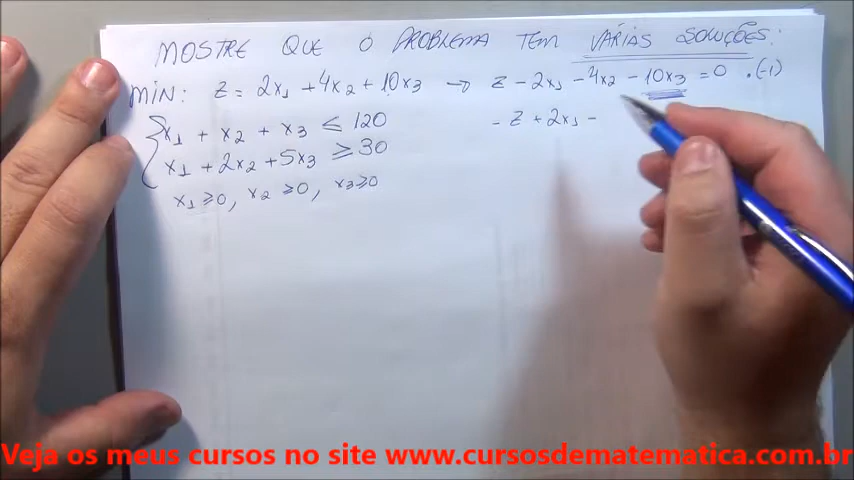 MOSTRE QUE O PROBLEMA TEM VÁRIAS SOLUÇÕES:
MIN: Z = 2x1 + 4x2 + 10x3 → Z - 2x1 - 4x2 - 10x3 = 0 .(-1)
x1 + x2 + x3 ≤ 120
- Z + 2x1 -
x1 + 2x2 + 5x3 ≥ 30
x1 ≥ 0, x2 ≥ 0, x3 ≥ 0
Veja os meus cursos no site www.cursosdematematica.com.br